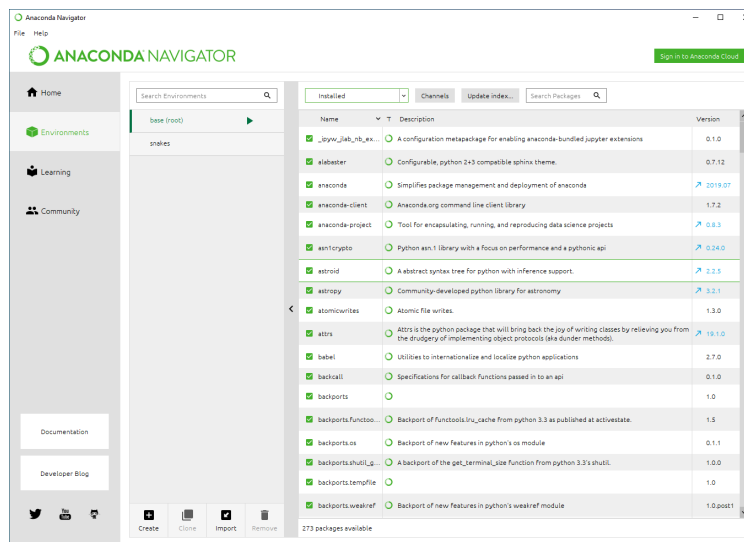 Anaconda Navigator
File Help
ANACONDA NAVIGATOR
Sign in to Anaconda Cloud
Home
Environments
Learning
Community
Documentation
Developer Blog
You
Tube
Search Environments
base (root)
snakes
Create Clone Import Remove
Installed Channels Update index... Search Packages
Name T Description Version
_ipyw_jlab_nb_ex... A configuration metapackage for enabling anaconda-bundled jupyter extensions 0.1.0
alabaster Configurable, python 2+3 compatible sphinx theme. 0.7.12
anaconda Simplifies package management and deployment of anaconda 2019.07
anaconda-client Anaconda.org command line client library 1.7.2
anaconda-project Tool for encapsulating, running, and reproducing data science projects 0.8.3
asn1crypto Python asn.1 library with a focus on performance and a pythonic api 0.24.0
astroid A abstract syntax tree for python with inference support. 2.2.5
astropy Community-developed python library for astronomy 3.2.1
atomicwrites Atomic file writes. 1.3.0
attrs Attrs is the python package that will bring back the joy of writing classes by relieving you from 19.1.0
the drudgery of implementing object protocols (aka dunder methods).
babel Utilities to internationalize and localize python applications 2.7.0
backcall Specifications for callback functions passed in to an api 0.1.0
backports 1.0
backports.functoo... Backport of functools.lru_cache from python 3.3 as published at activestate. 1.5
backports.os Backport of new features in python's os module 0.1.1
backports.shutil_g... A backport of the get_terminal_size function from python 3.3's shutil. 1.0.0
backports.tempfile 1.0
backports.weakref Backport of new features in python's weakref module 1.0.post1
273 packages available